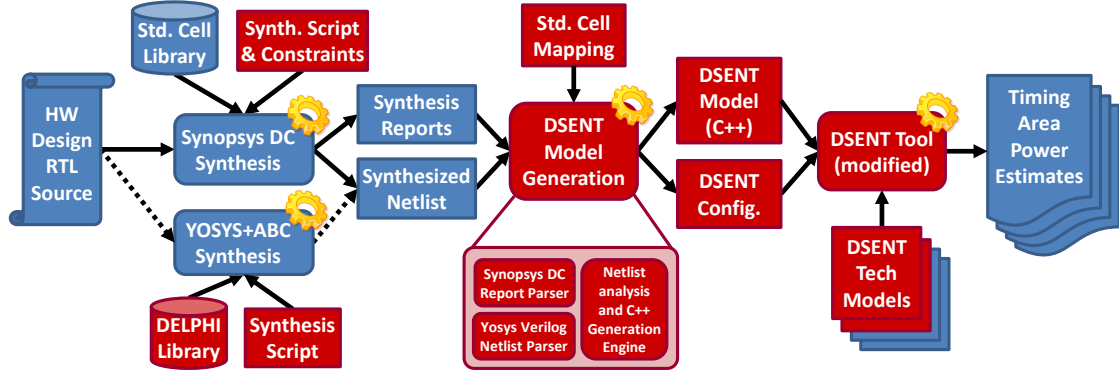 Std. Cell
Library
Synth. Script
& Constraints
Std. Cell
Mapping
HW
Design
RTL
Source
Synopsys DC
Synthesis
YOSYS+ABC
Synthesis
DELPHI
Library
Synthesis
Script
Synthesis
Reports
Synthesized
Netlist
DSENT
Model
Generation
Synopsys DC
Report Parser
Yosys Verilog
Netlist Parser
Netlist
analysis
and C++
Generation
Engine
DSENT
Model
(C++)
DSENT
Config.
DSENT Tool
(modified)
DSENT
Tech
Models
Timing
Area
Power
Estimates